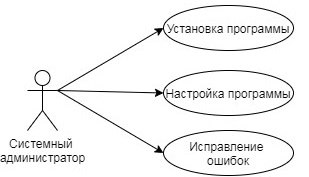 Установка программы
Настройка программы
Системный
администратор
Исправление
ошибок